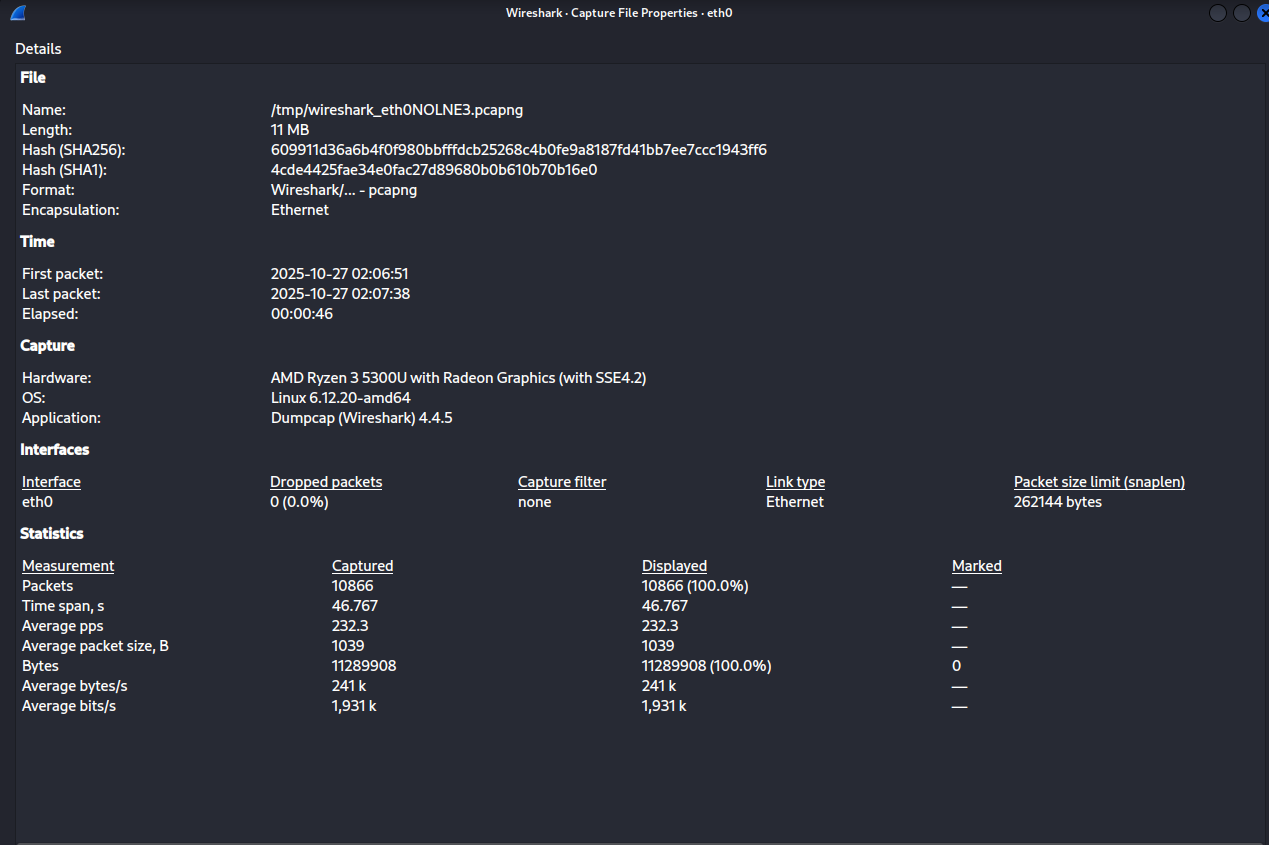 Wireshark · Capture File Properties · eth0
Details
File
Name: /tmp/wireshark_eth0NOLNE3.pcapng
Length: 11 MB
Hash (SHA256): 609911d36a6b4f0f980bbfffdcb25268c4b0fe9a8187fd41bb7ee7ccc1943ff6
Hash (SHA1): 4cde4425fae34e0fac27d89680b0b610b70b16e0
Format: Wireshark/... - pcapng
Encapsulation: Ethernet
Time
First packet: 2025-10-27 02:06:51
Last packet: 2025-10-27 02:07:38
Elapsed: 00:00:46
Capture
Hardware: AMD Ryzen 3 5300U with Radeon Graphics (with SSE4.2)
OS: Linux 6.12.20-amd64
Application: Dumpcap (Wireshark) 4.4.5
Interfaces
Interface Dropped packets Capture filter Link type Packet size limit (snaplen)
eth0 0 (0.0%) none Ethernet 262144 bytes
Statistics
Measurement Captured Displayed Marked
Packets 10866 10866 (100.0%) —
Time span, s 46.767 46.767 —
Average pps 232.3 232.3 —
Average packet size, B 1039 1039 —
Bytes 11289908 11289908 (100.0%) 0
Average bytes/s 241 k 241 k —
Average bits/s 1,931 k 1,931 k —